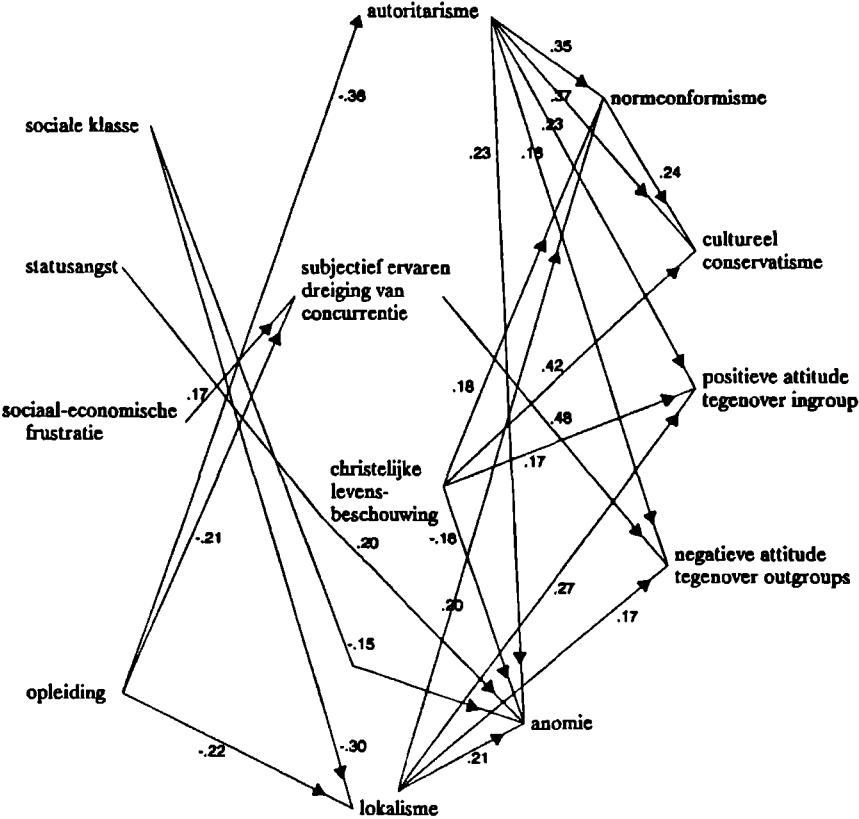 autoritarisme
.35
-.36
.37
normconformisme
.23
sociale klasse
.23
.18
.24
cultureel
conservatisme
statusangst
subjectief ervaren
dreiging van
concurrentie
.42
positieve attitude
tegenover ingroup
.18
.17
sociaal-economische
frustratie
.48
.17
christelijke
levens-
beschouwing
-.21
.20
-.16
negatieve attitude
tegenover outgroups
.27
.20
.17
-.15
opleiding
anomie
-.22
-.30
.21
lokalisme